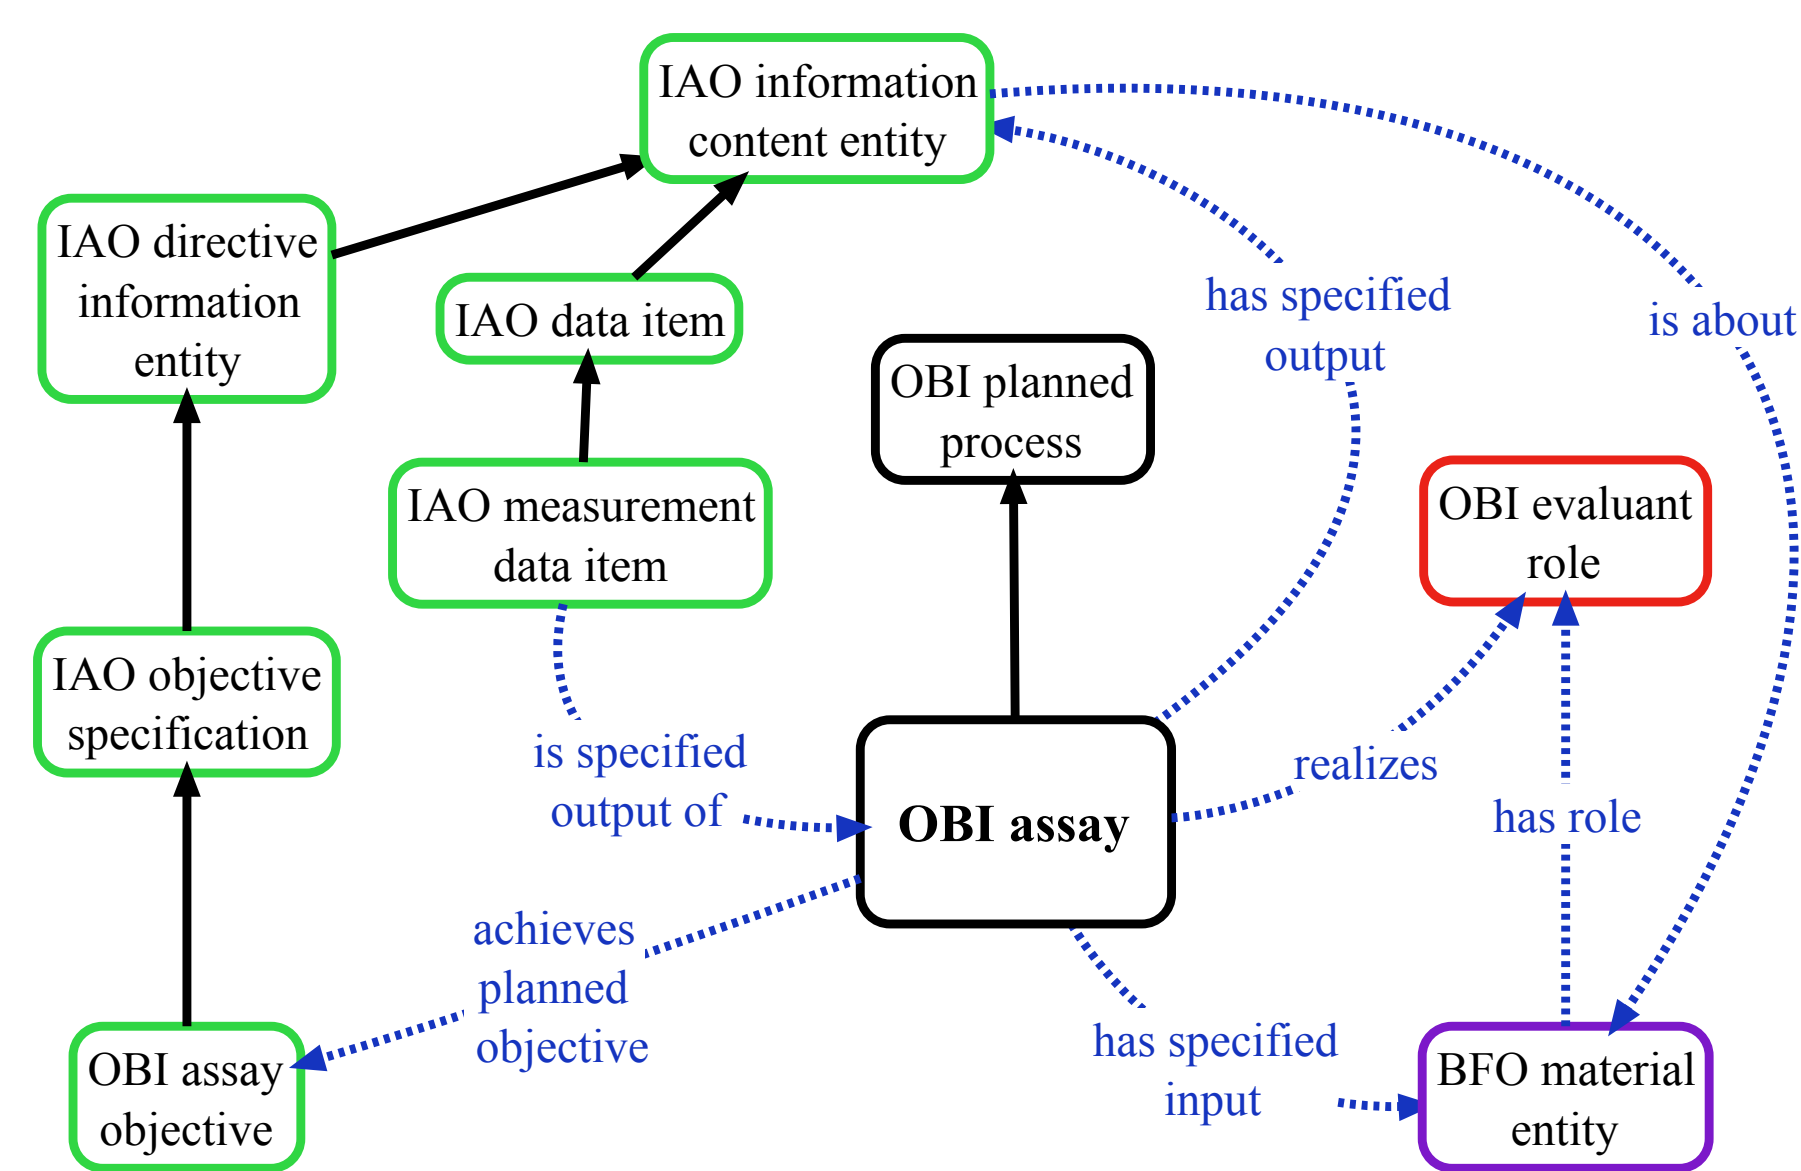 IAO information
content entity
IAO directive
information
entity
IAO data item
has specified
output
is about
OBI planned
process
IAO measurement
data item
OBI evaluant
role
IAO objective
specification
is specified
output of
OBI assay
realizes
has role
achieves
planned
objective
has specified
input
OBI assay
objective
BFO material
entity